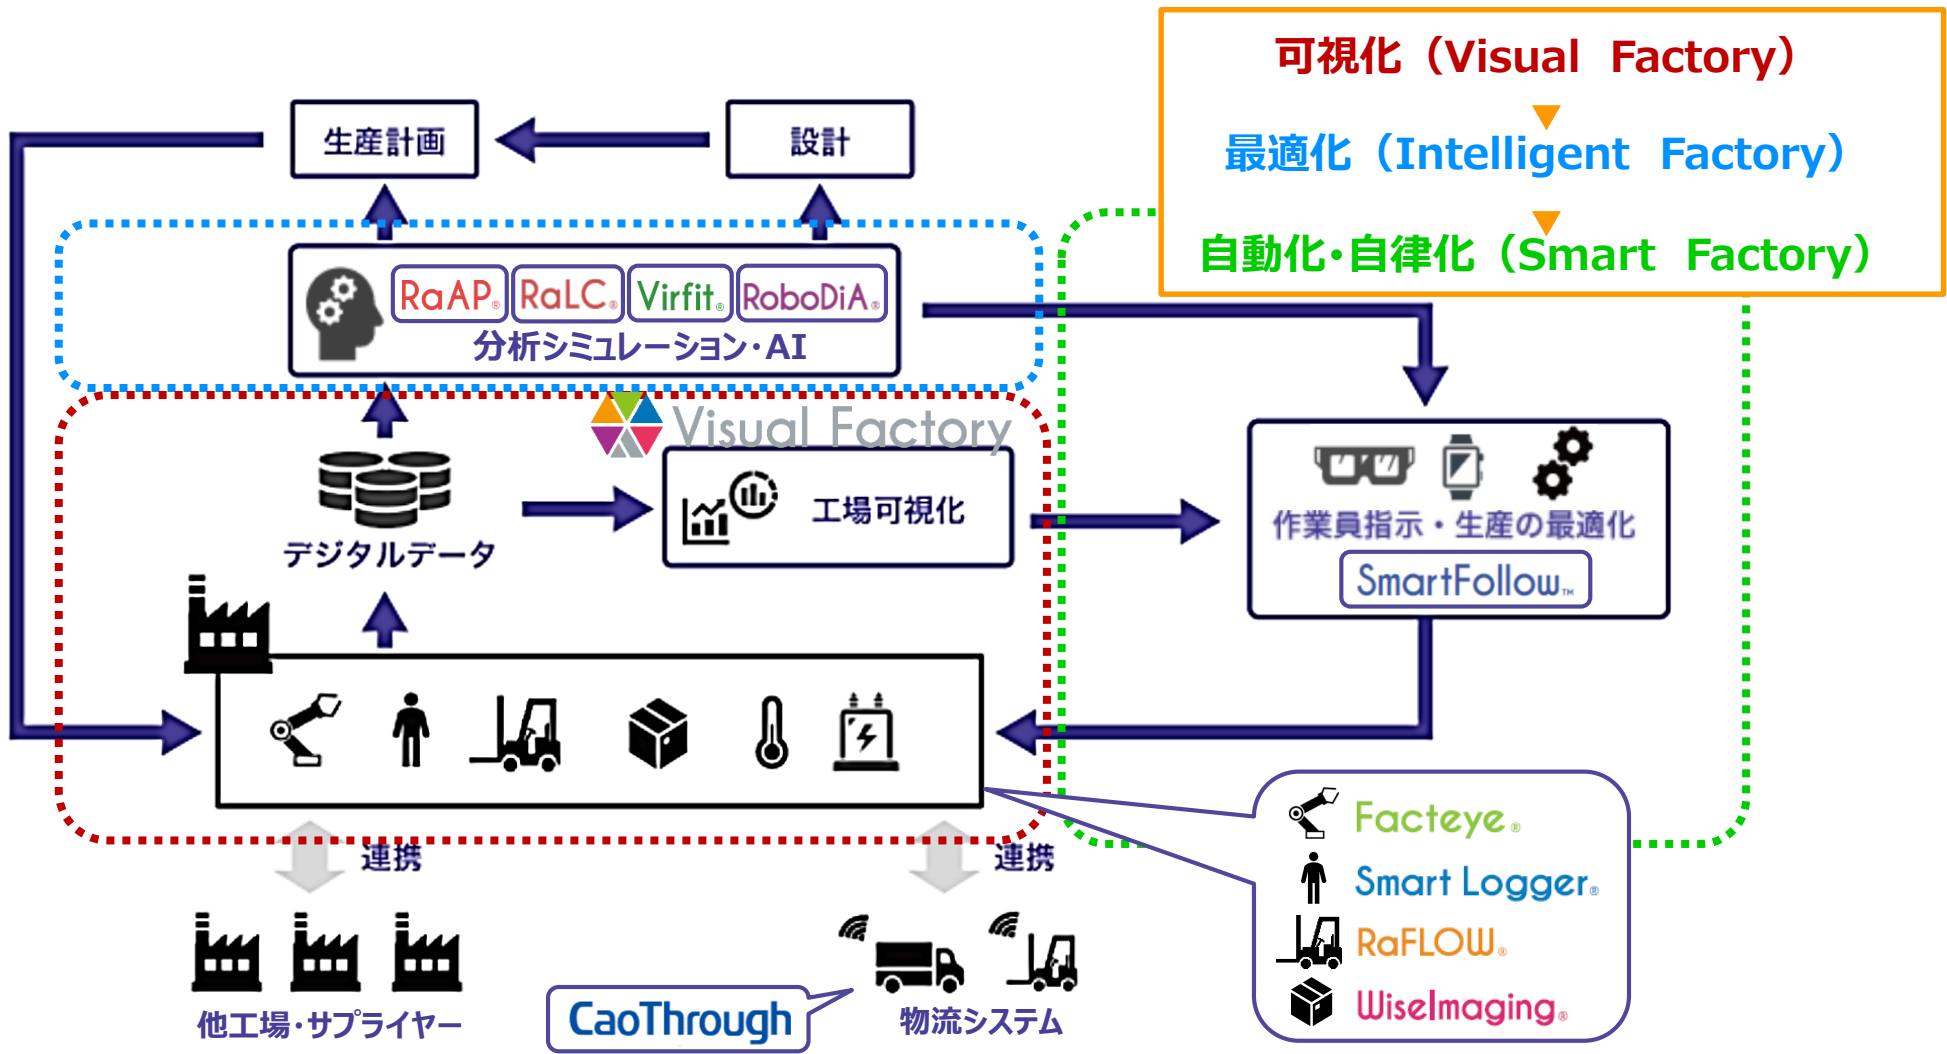 可視化（Visual Factory）
▼
最適化（Intelligent Factory）
▼
自動化・自律化（Smart Factory）
生産計画
設計
RaAP®
RaLC®
Virfit®
RoboDiA®
分析シミュレーション・AI
Visual Factory
デジタルデータ
工場可視化
作業員指示・生産の最適化
SmartFollow™
連携
連携
Facteye®
Smart Logger®
RaFLOW®
WiseImaging®
他工場・サプライヤー
CaoThrough
物流システム